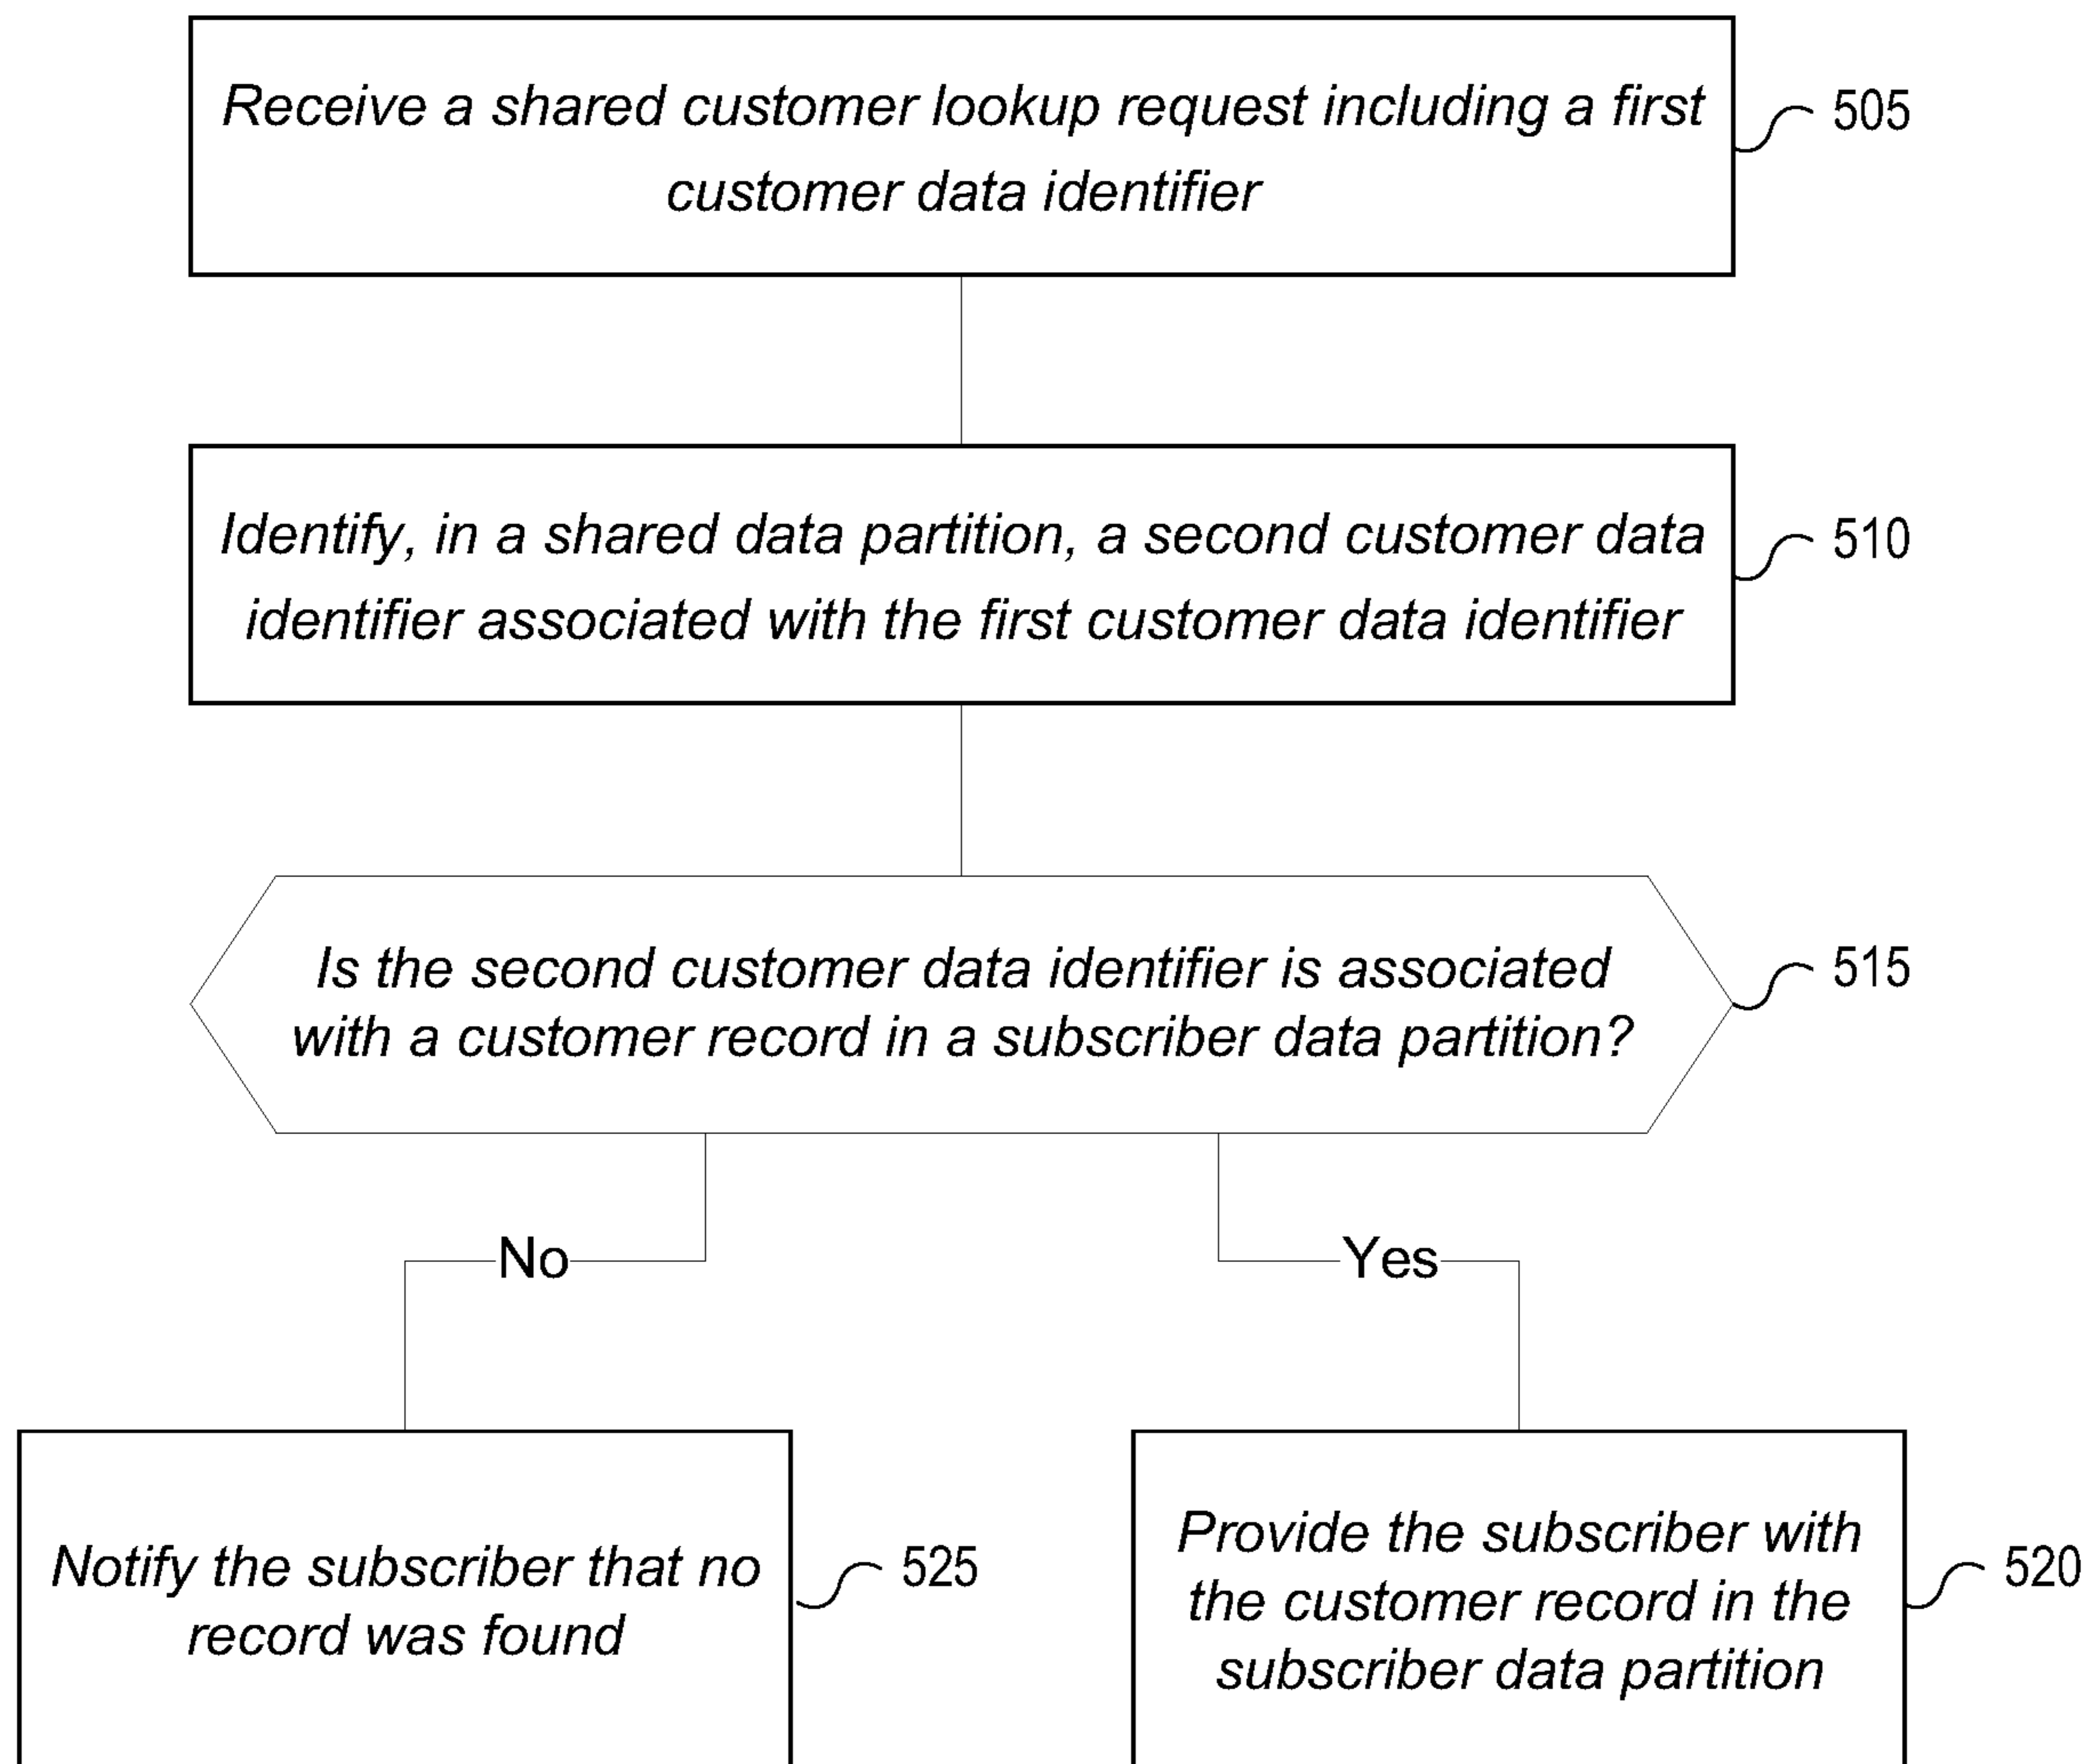 Receive a shared customer lookup request including a first
customer data identifier
505
Identify, in a shared data partition, a second customer data
identifier associated with the first customer data identifier
510
Is the second customer data identifier is associated
with a customer record in a subscriber data partition?
515
No
Yes
Notify the subscriber that no
record was found
525
Provide the subscriber with
the customer record in the
subscriber data partition
520